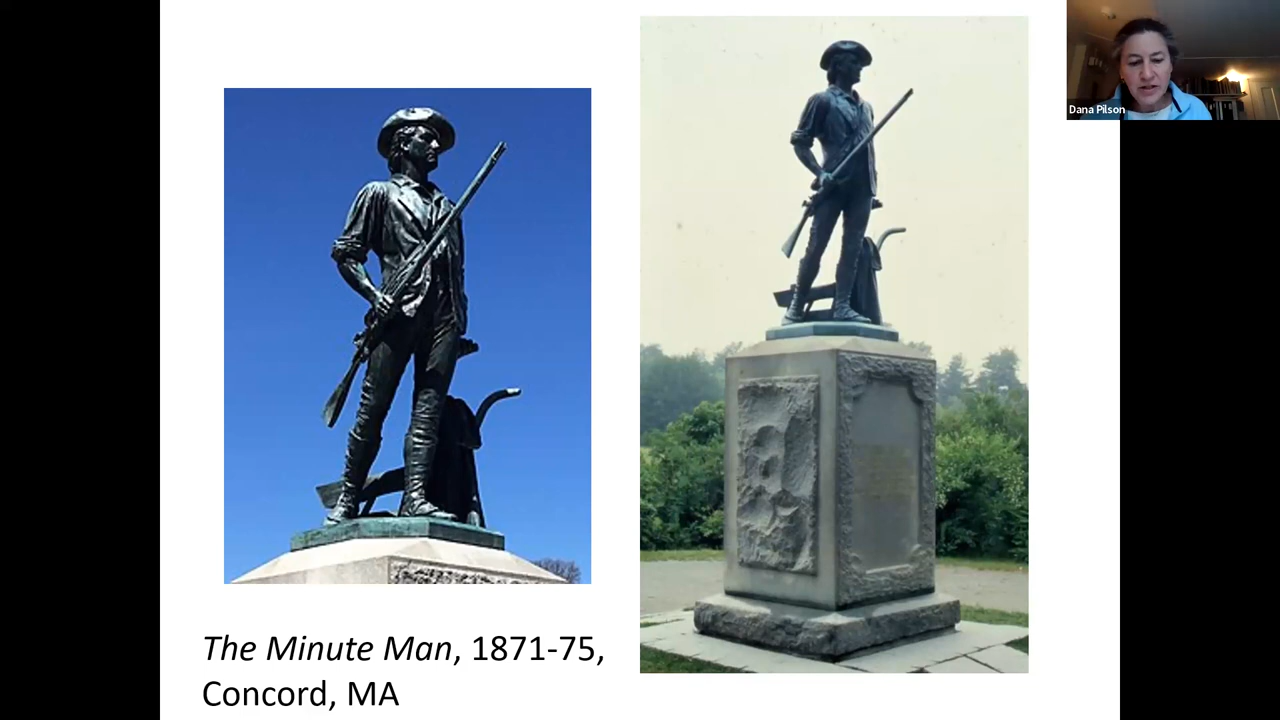 Dana Pilson
The Minute Man, 1871-75,
Concord, MA